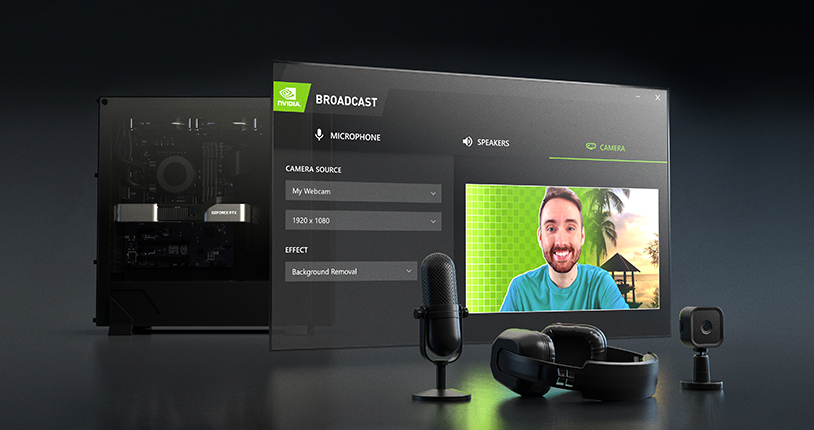 NVIDIA.
BROADCAST
MICROPHONE
SPEAKERS
CAMERA
CAMERA SOURCE
My Webcam
1920 x 1080
EFFECT
Background Removal
GEFORCE RTX